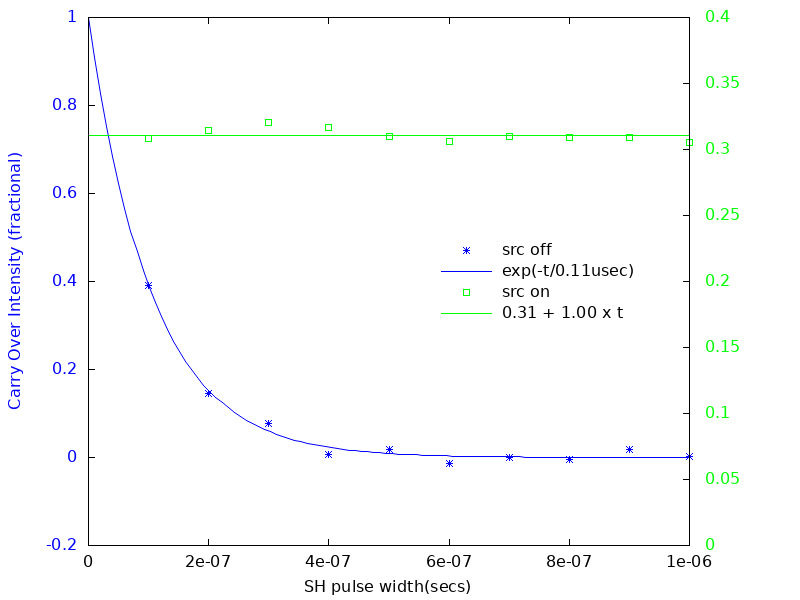 1
0.8
0.6
0.4
0.2
0
-0.2
Carry Over Intensity (fractional)
0.4
0.35
0.3
0.25
0.2
0.15
0.1
0.05
0
src off
exp(-t/0.11usec)
src on
0.31 + 1.00 x t
0 2e-07 4e-07 6e-07 8e-07 1e-06
SH pulse width(secs)